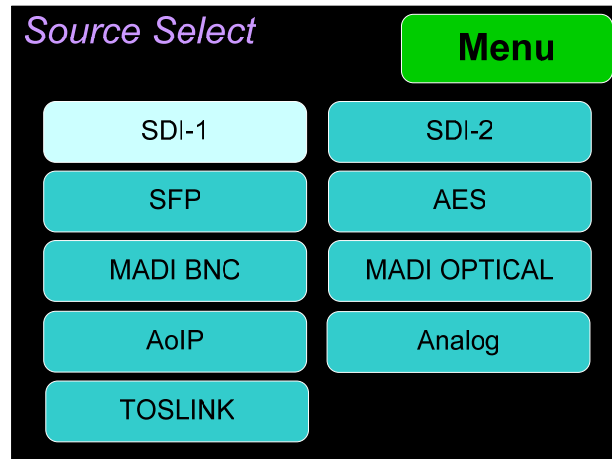 Source Select
Menu
SDI-1
SDI-2
SFP
AES
MADI BNC
MADI OPTICAL
AoIP
Analog
TOSLINK